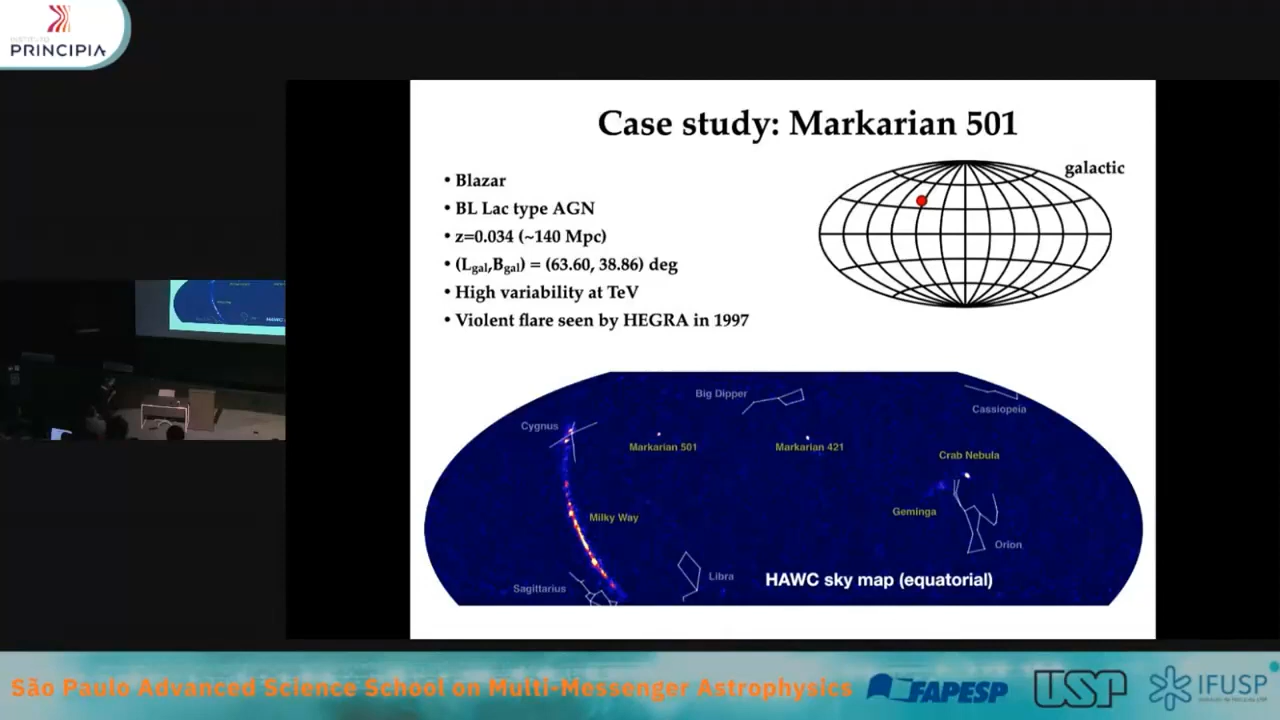 INSTITUTO
PRINCIPIA
Case study: Markarian 501
• Blazar
• BL Lac type AGN
• z=0.034 (~140 Mpc)
• (Lgal,Bgal) = (63.60, 38.86) deg
• High variability at TeV
• Violent flare seen by HEGRA in 1997
galactic
Big Dipper
Cassiopeia
Cygnus
Markarian 501
Markarian 421
Crab Nebula
Geminga
Milky Way
Orion
Libra
HAWC sky map (equatorial)
Sagittarius
São Paulo Advanced Science School on Multi-Messenger Astrophysics
FAPESP
USP
IFUSP